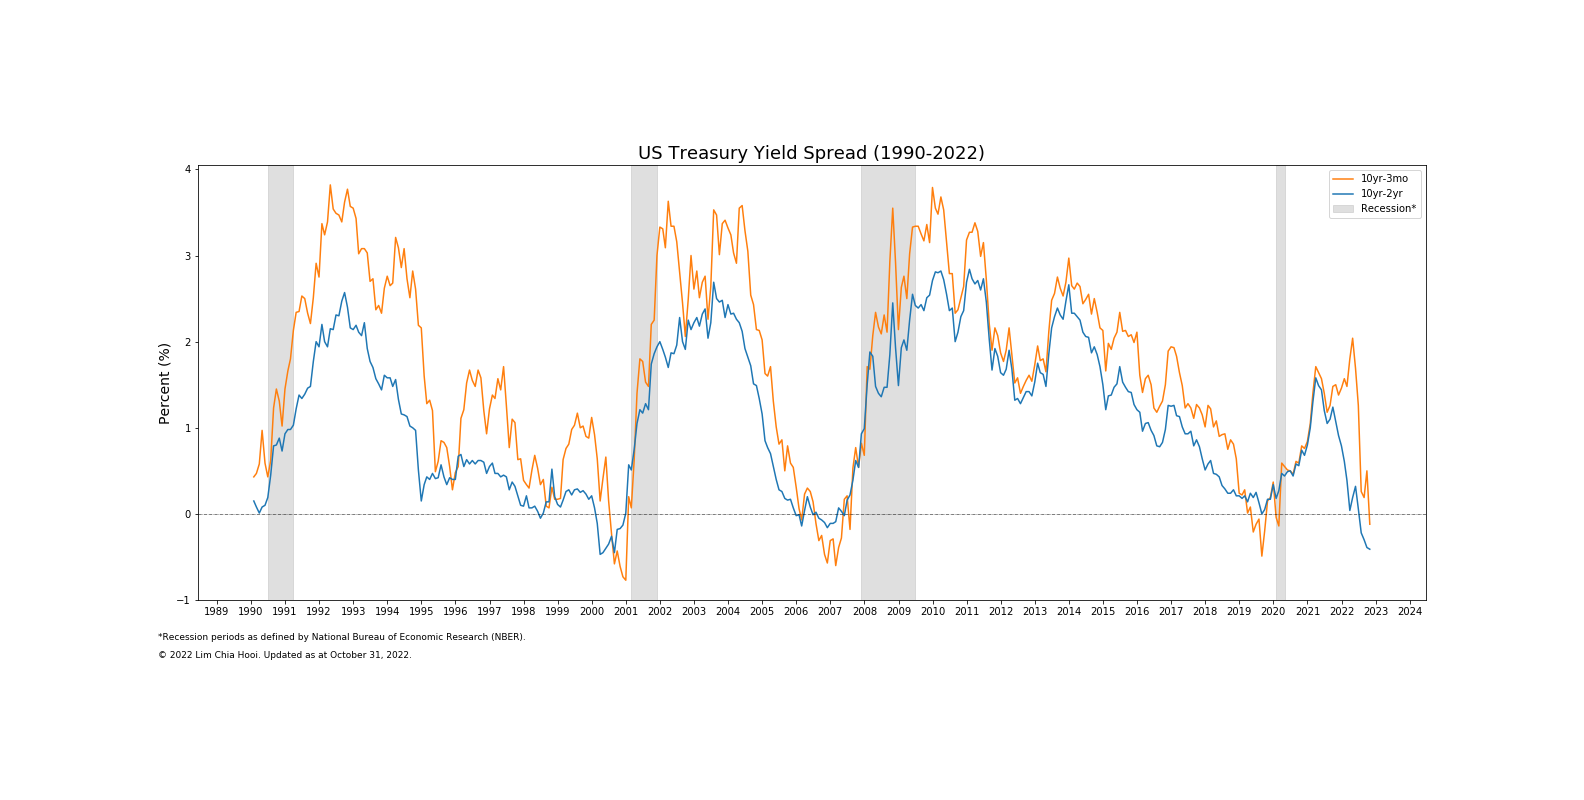 US Treasury Yield Spread (1990-2022)
4
3
2
1
0
−1
Percent (%)
10yr-3mo
10yr-2yr
Recession*
1989 1990 1991 1992 1993 1994 1995 1996 1997 1998 1999 2000 2001 2002 2003 2004 2005 2006 2007 2008 2009 2010 2011 2012 2013 2014 2015 2016 2017 2018 2019 2020 2021 2022 2023 2024
*Recession periods as defined by National Bureau of Economic Research (NBER).
© 2022 Lim Chia Hooi. Updated as at October 31, 2022.